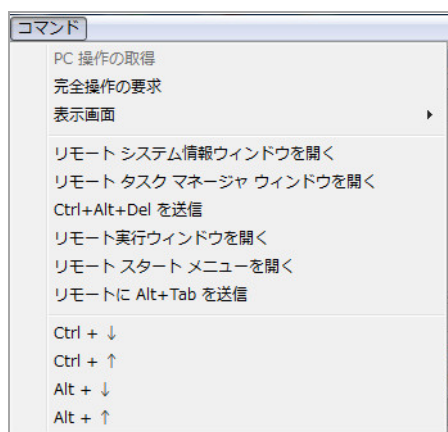 コマンド
PC 操作の取得
完全操作の要求
表示画面
リモート システム情報ウィンドウを開く
リモート タスク マネージャ ウィンドウを開く
Ctrl+Alt+Del を送信
リモート実行ウィンドウを開く
リモート スタート メニューを開く
リモートに Alt+Tab を送信
Ctrl + ↓
Ctrl + ↑
Alt + ↓
Alt + ↑